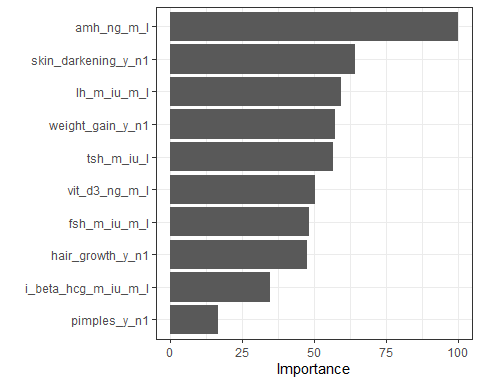 amh_ng_m_l
skin_darkening_y_n1
lh_m_iu_m_l
weight_gain_y_n1
tsh_m_iu_l
vit_d3_ng_m_l
fsh_m_iu_m_l
hair_growth_y_n1
i_beta_hcg_m_iu_m_l
pimples_y_n1
0 25 50 75 100
Importance